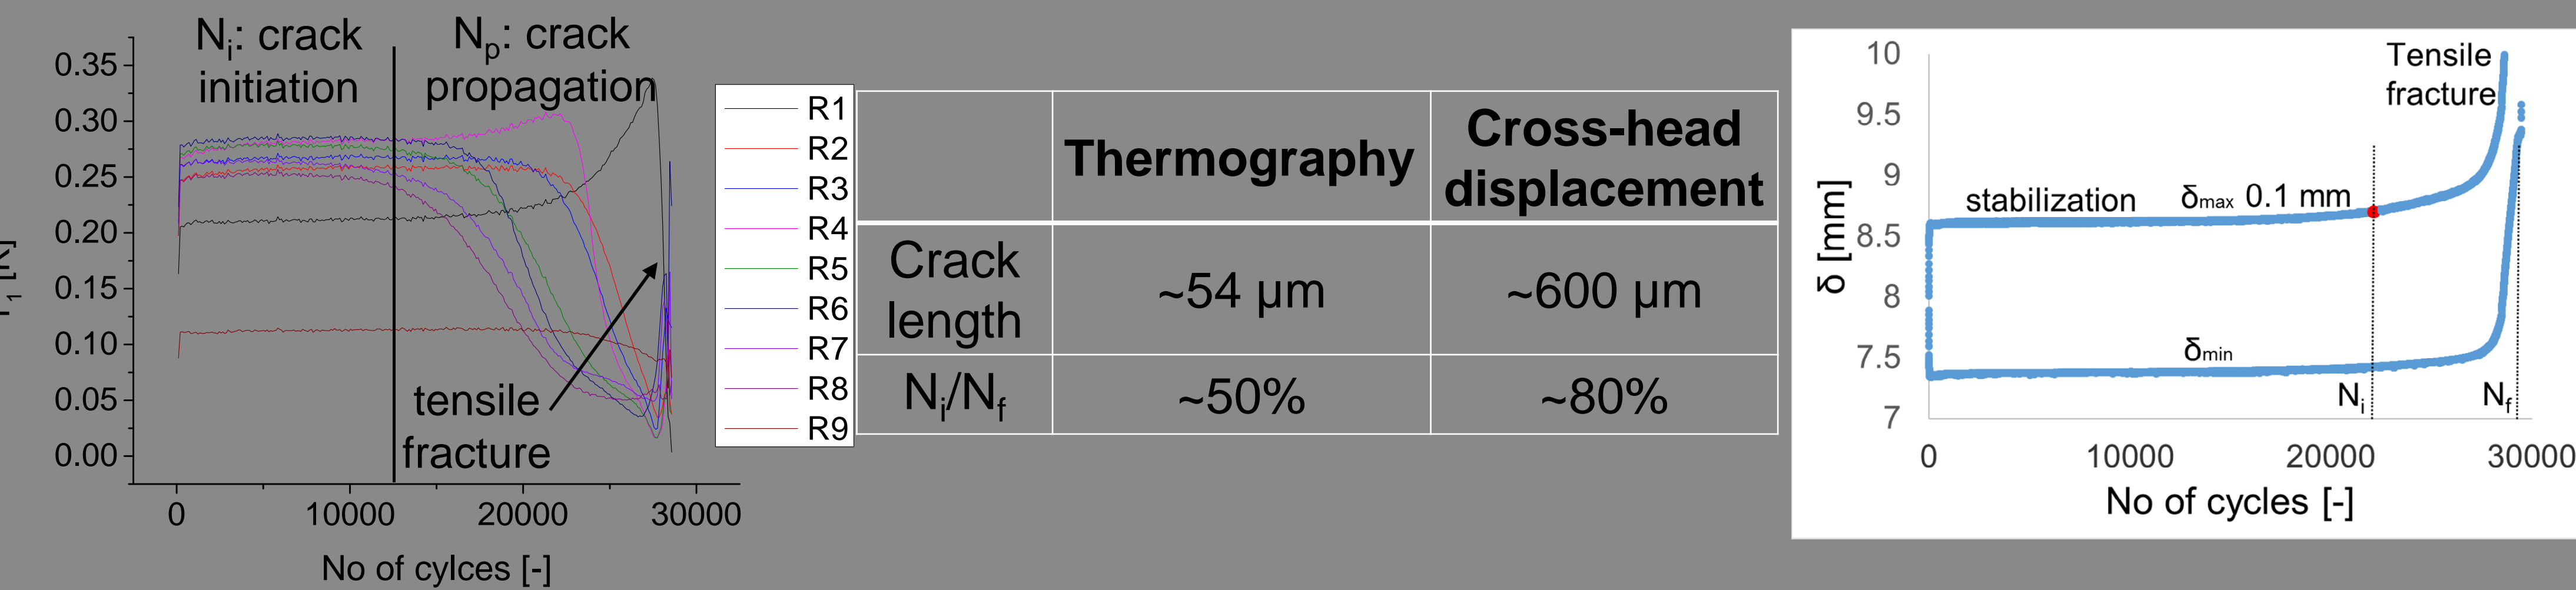 Ni: crack
initiation
Np: crack
propagation
0.35
0.30
0.25
0.20
0.15
0.10
0.05
0.00
tensile
fracture
0
10000
20000
30000
No of cylces [-]
R1
R2
R3
R4
R5
R6
R7
R8
R9
Thermography
Cross-head
displacement
Crack
length
~54 µm
~600 µm
Ni/Nf
~50%
~80%
10
9.5
9
8.5
8
7.5
7
δ [mm]
Tensile
fracture
stabilization
δmax 0.1 mm
δmin
Ni
Nf
0
10000
20000
30000
No of cycles [-]